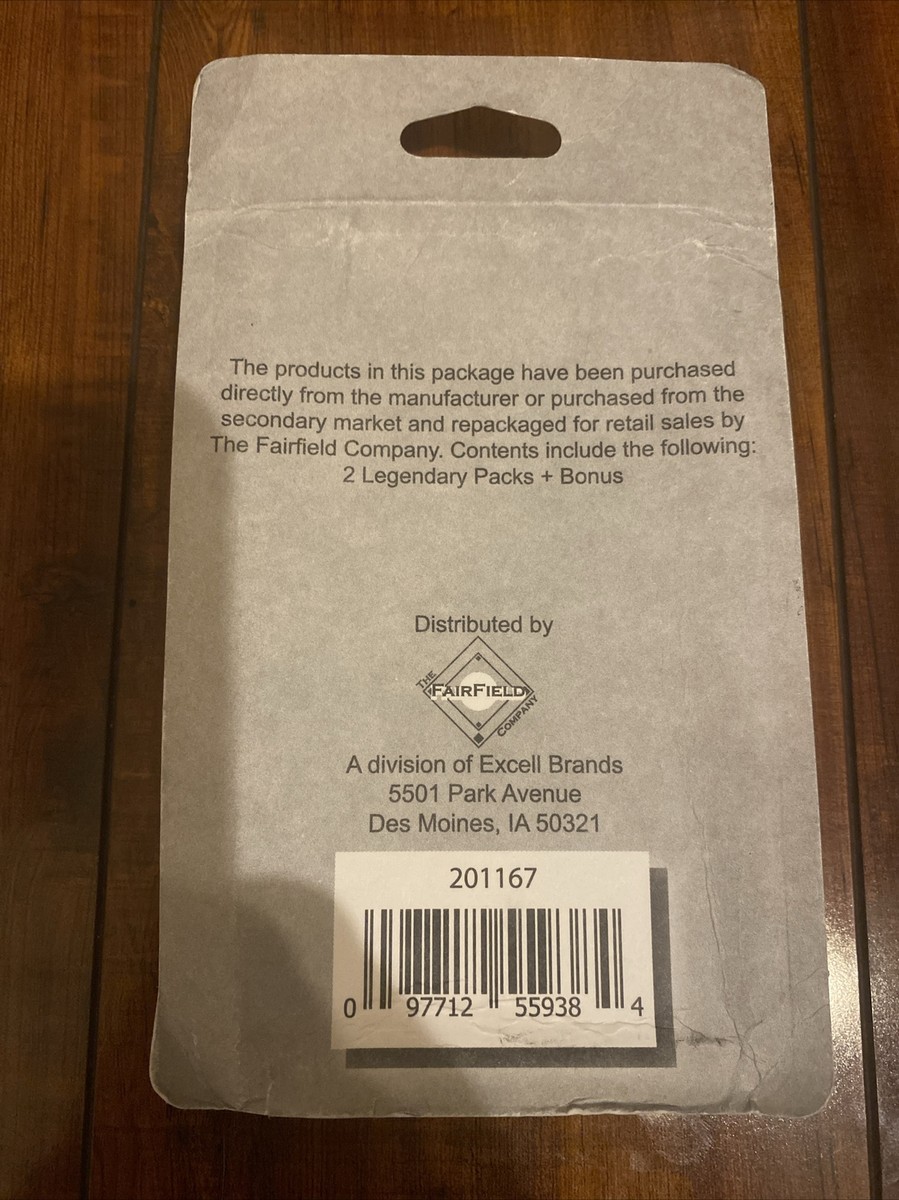 The products in this package have been purchased
directly from the manufacturer or purchased from the
secondary market and repackaged for retail sales by
The Fairfield Company. Contents include the following:
2 Legendary Packs + Bonus
Distributed by
THE
FAIRFIELD
COMPANY
A division of Excell Brands
5501 Park Avenue
Des Moines, IA 50321
201167
0 97712 55938 4